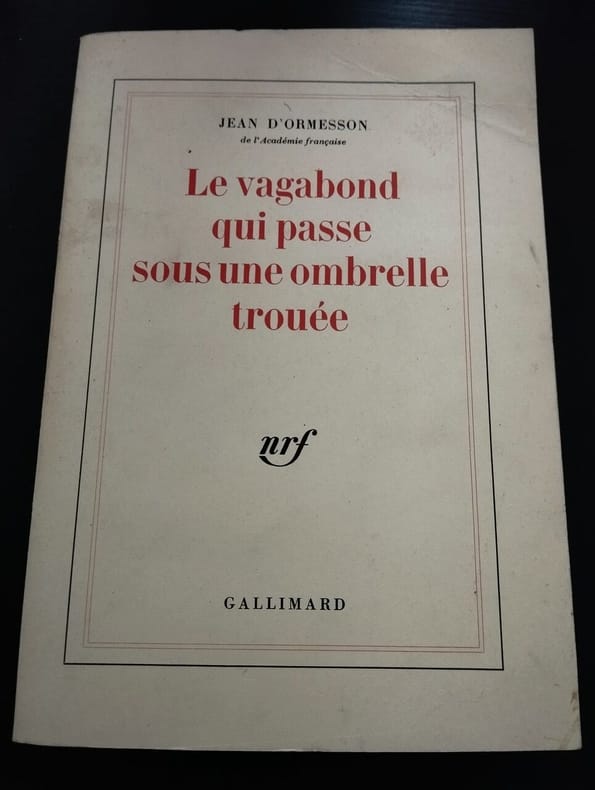 JEAN D'ORMESSON
de l'Académie française
Le vagabond
qui passe
sous une ombrelle
trouée
nrf
GALLIMARD